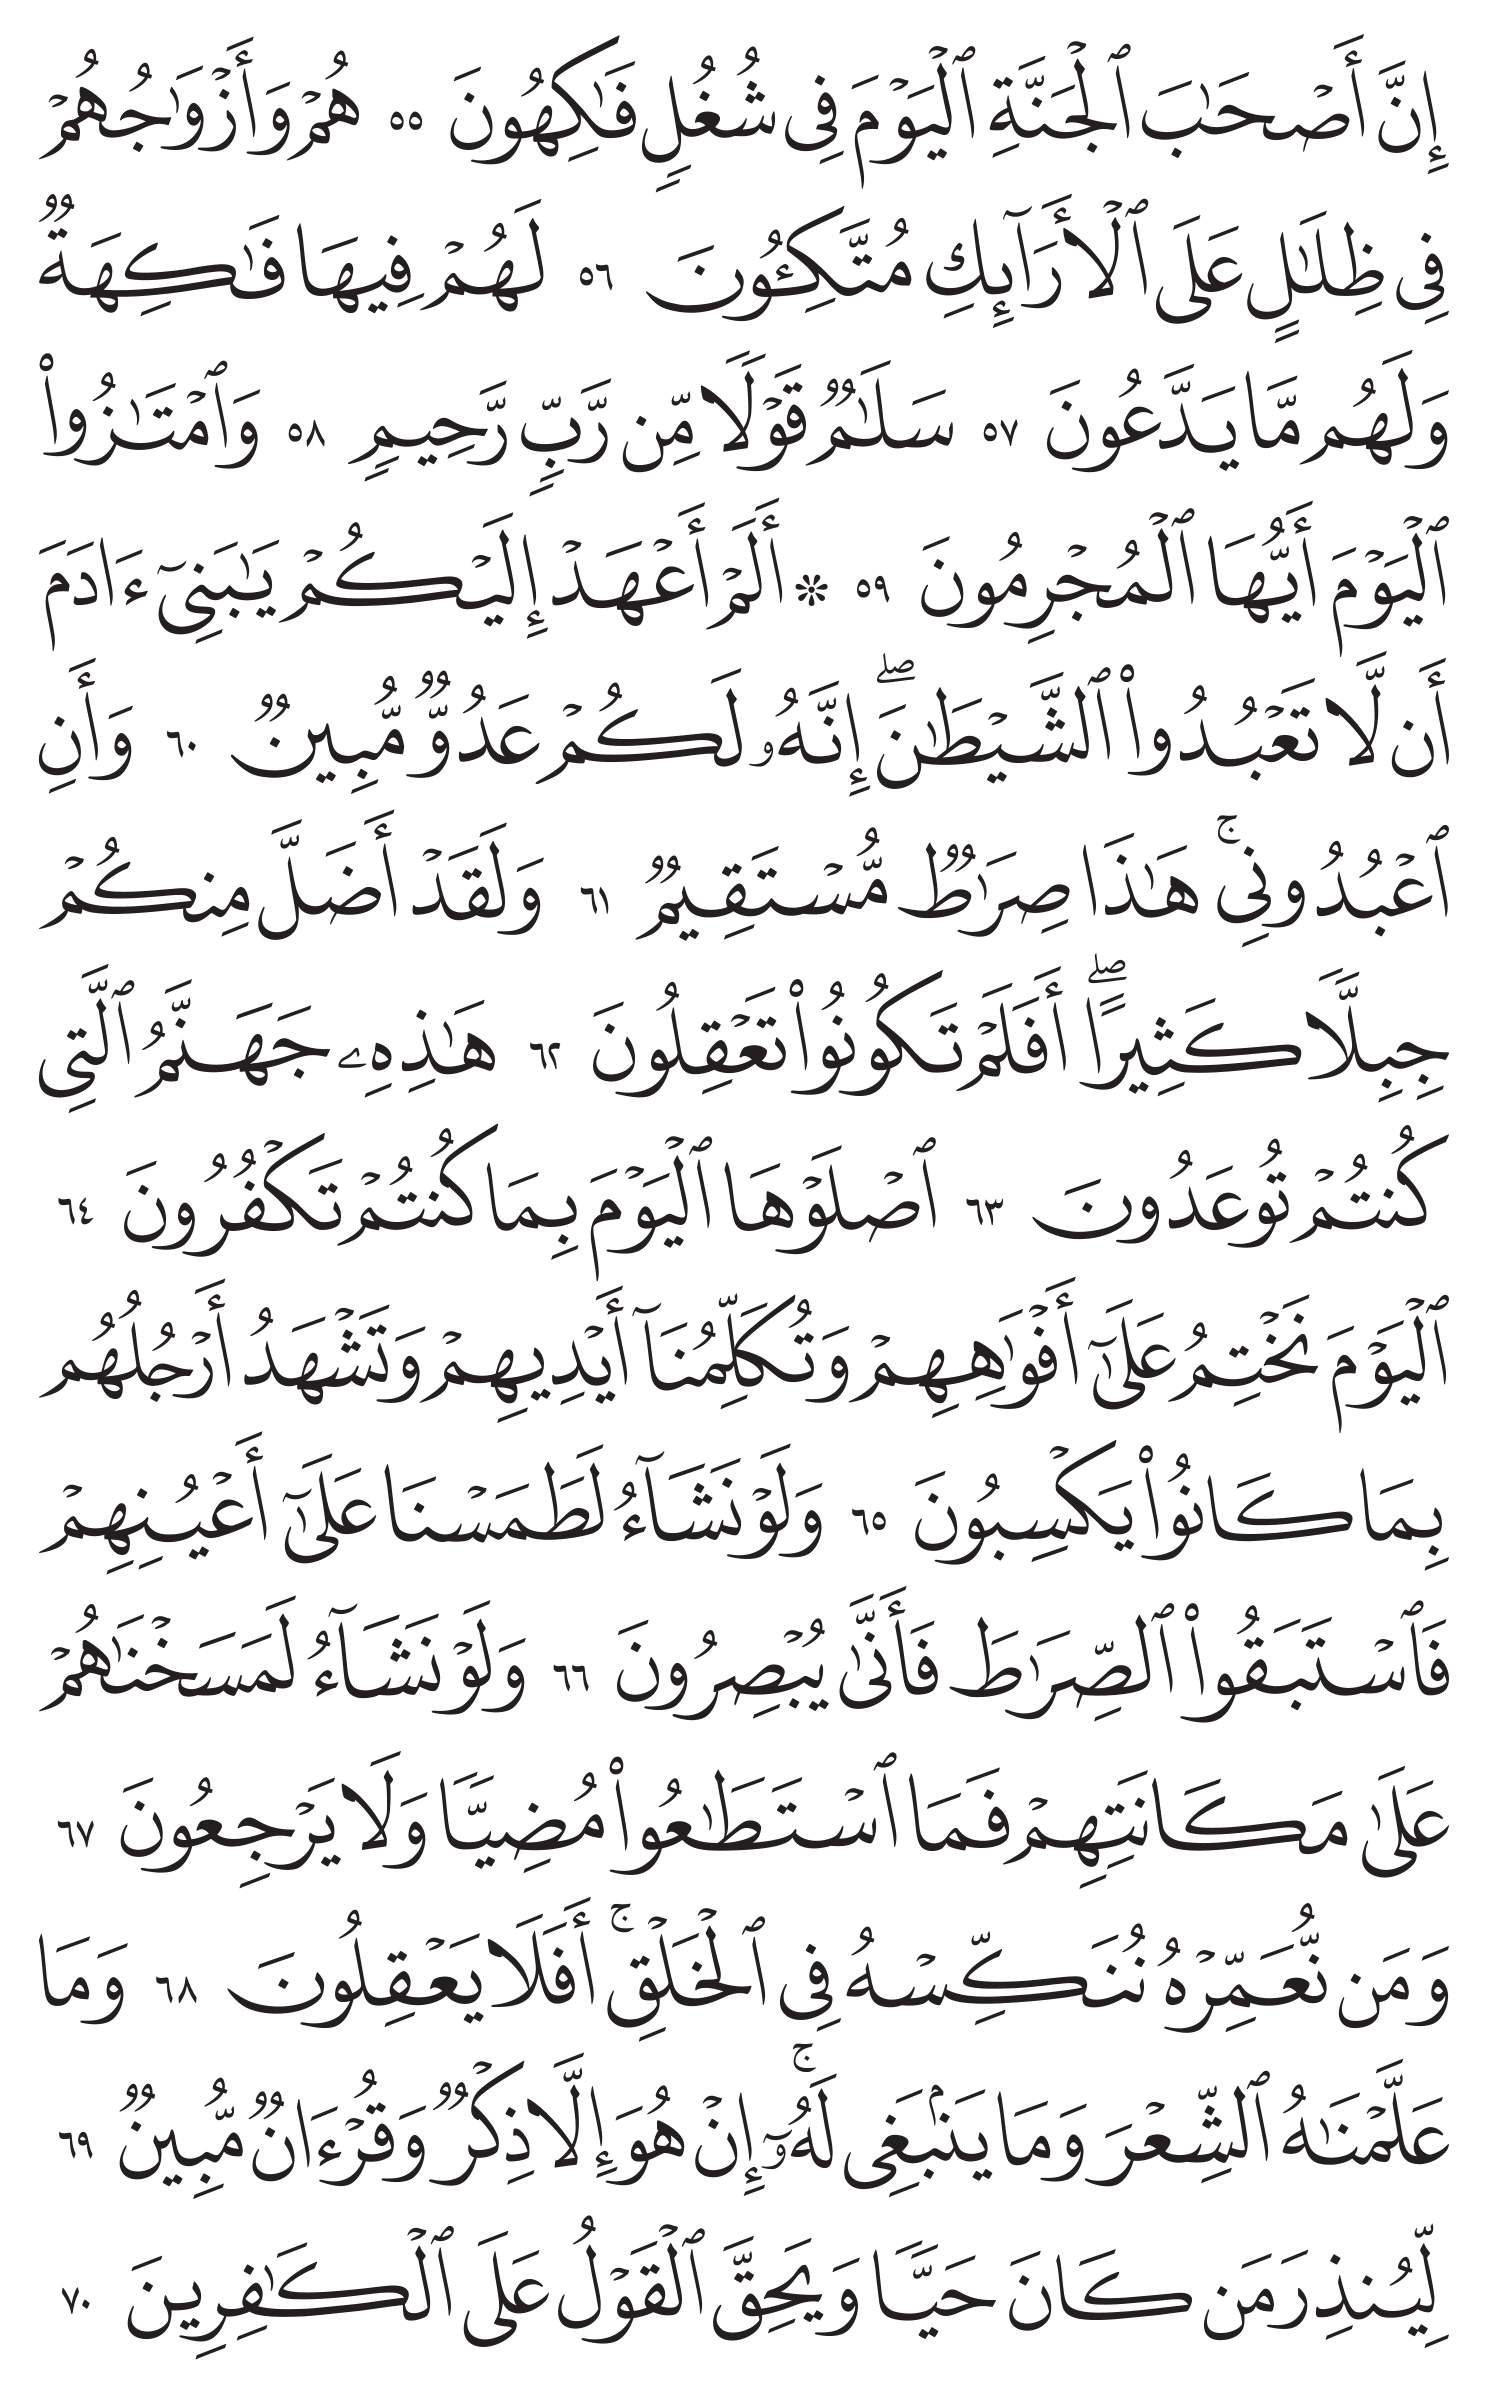 إِنَّ أَصْحَٰبَ ٱلْجَنَّةِ ٱلْيَوْمَ فِى شُغُلٍ فَٰكِهُونَ ٥٥ هُمْ وَأَزْوَٰجُهُمْ
فِى ظِلَٰلٍ عَلَى ٱلْأَرَآئِكِ مُتَّكِـُٔونَ ٥٦ لَهُمْ فِيهَا فَٰكِهَةٌ
وَلَهُم مَّا يَدَّعُونَ ٥٧ سَلَٰمٌ قَوْلًا مِّن رَّبٍّ رَّحِيمٍ ٥٨ وَٱمْتَٰزُوا۟
ٱلْيَوْمَ أَيُّهَا ٱلْمُجْرِمُونَ ٥٩ ۞ أَلَمْ أَعْهَدْ إِلَيْكُمْ يَٰبَنِىٓ ءَادَمَ
أَن لَّا تَعْبُدُوا۟ ٱلشَّيْطَٰنَ ۖ إِنَّهُۥ لَكُمْ عَدُوٌّ مُّبِينٌ ٦٠ وَأَنِ
ٱعْبُدُونِى ۚ هَٰذَا صِرَٰطٌ مُّسْتَقِيمٌ ٦١ وَلَقَدْ أَضَلَّ مِنكُمْ
جِبِلًّا كَثِيرًا ۖ أَفَلَمْ تَكُونُوا۟ تَعْقِلُونَ ٦٢ هَٰذِهِۦ جَهَنَّمُ ٱلَّتِى
كُنتُمْ تُوعَدُونَ ٦٣ ٱصْلَوْهَا ٱلْيَوْمَ بِمَا كُنتُمْ تَكْفُرُونَ ٦٤
ٱلْيَوْمَ نَخْتِمُ عَلَىٰٓ أَفْوَٰهِهِمْ وَتُكَلِّمُنَآ أَيْدِيهِمْ وَتَشْهَدُ أَرْجُلُهُم
بِمَا كَانُوا۟ يَكْسِبُونَ ٦٥ وَلَوْ نَشَآءُ لَطَمَسْنَا عَلَىٰٓ أَعْيُنِهِمْ
فَٱسْتَبَقُوا۟ ٱلصِّرَٰطَ فَأَنَّىٰ يُبْصِرُونَ ٦٦ وَلَوْ نَشَآءُ لَمَسَخْنَٰهُمْ
عَلَىٰ مَكَانَتِهِمْ فَمَا ٱسْتَطَٰعُوا۟ مُضِيًّا وَلَا يَرْجِعُونَ ٦٧
وَمَن نُّعَمِّرْهُ نُنَكِّسْهُ فِى ٱلْخَلْقِ ۚ أَفَلَا يَعْقِلُونَ ٦٨ وَمَا
عَلَّمْنَٰهُ ٱلشِّعْرَ وَمَا يَنۢبَغِى لَهُۥٓ ۚ إِنْ هُوَ إِلَّا ذِكْرٌ وَقُرْءَانٌ مُّبِينٌ ٦٩
لِّيُنذِرَ مَن كَانَ حَيًّا وَيَحِقَّ ٱلْقَوْلُ عَلَى ٱلْكَٰفِرِينَ ٧٠